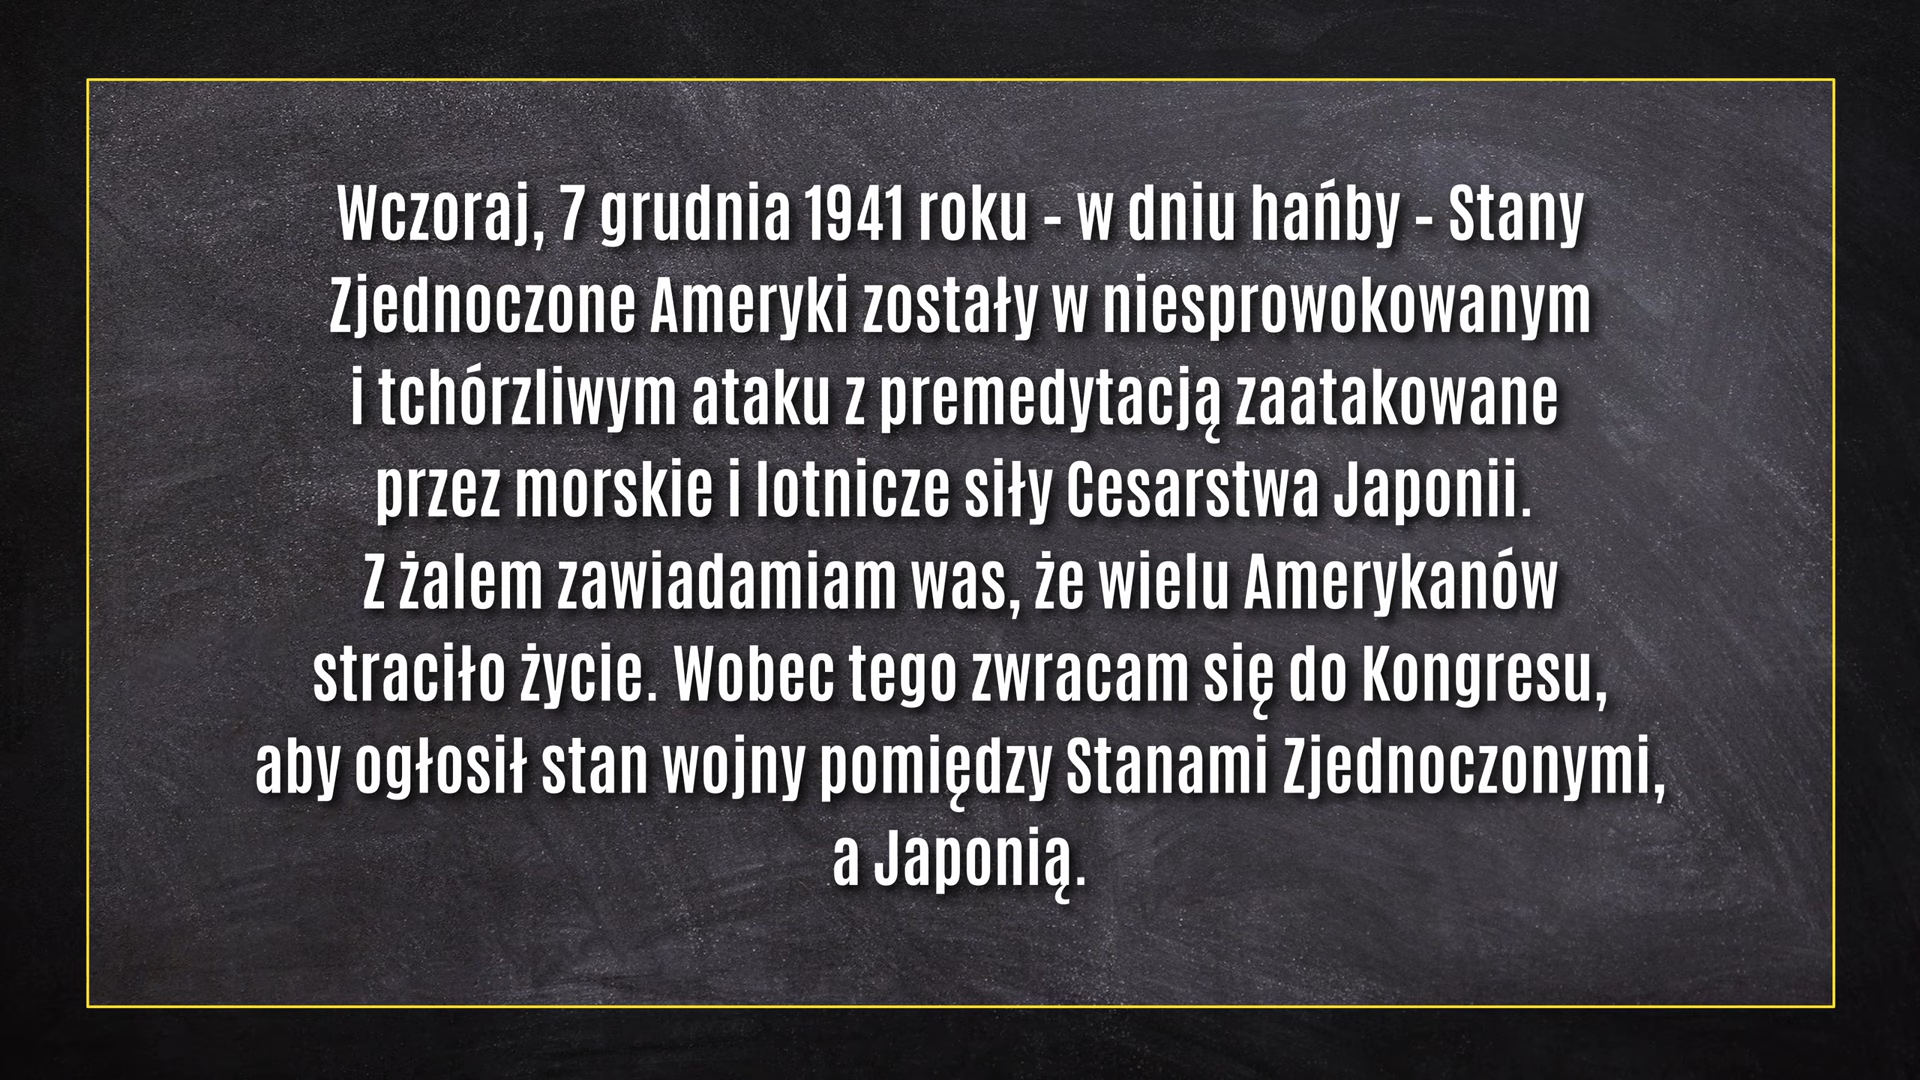 Wczoraj, 7 grudnia 1941 roku – w dniu hańby – Stany
Zjednoczone Ameryki zostały w niesprowokowanym
i tchórzliwym ataku z premedytacją zaatakowane
przez morskie i lotnicze siły Cesarstwa Japonii.
Z żalem zawiadamiam was, że wielu Amerykanów
straciło życie. Wobec tego zwracam się do Kongresu,
aby ogłosił stan wojny pomiędzy Stanami Zjednoczonymi,
a Japonią.